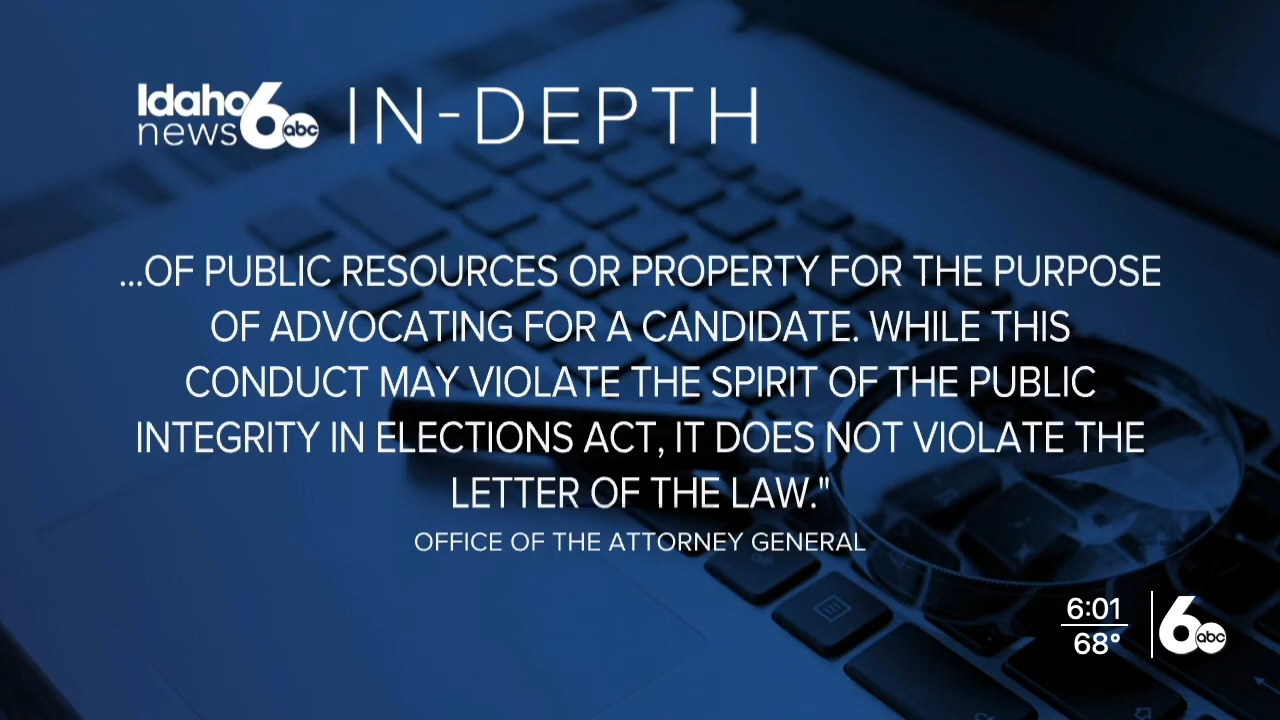 Idaho
news 6 abc IN-DEPTH
...OF PUBLIC RESOURCES OR PROPERTY FOR THE PURPOSE
OF ADVOCATING FOR A CANDIDATE. WHILE THIS
CONDUCT MAY VIOLATE THE SPIRIT OF THE PUBLIC
INTEGRITY IN ELECTIONS ACT, IT DOES NOT VIOLATE THE
LETTER OF THE LAW."
OFFICE OF THE ATTORNEY GENERAL
6:01
68°
6 abc